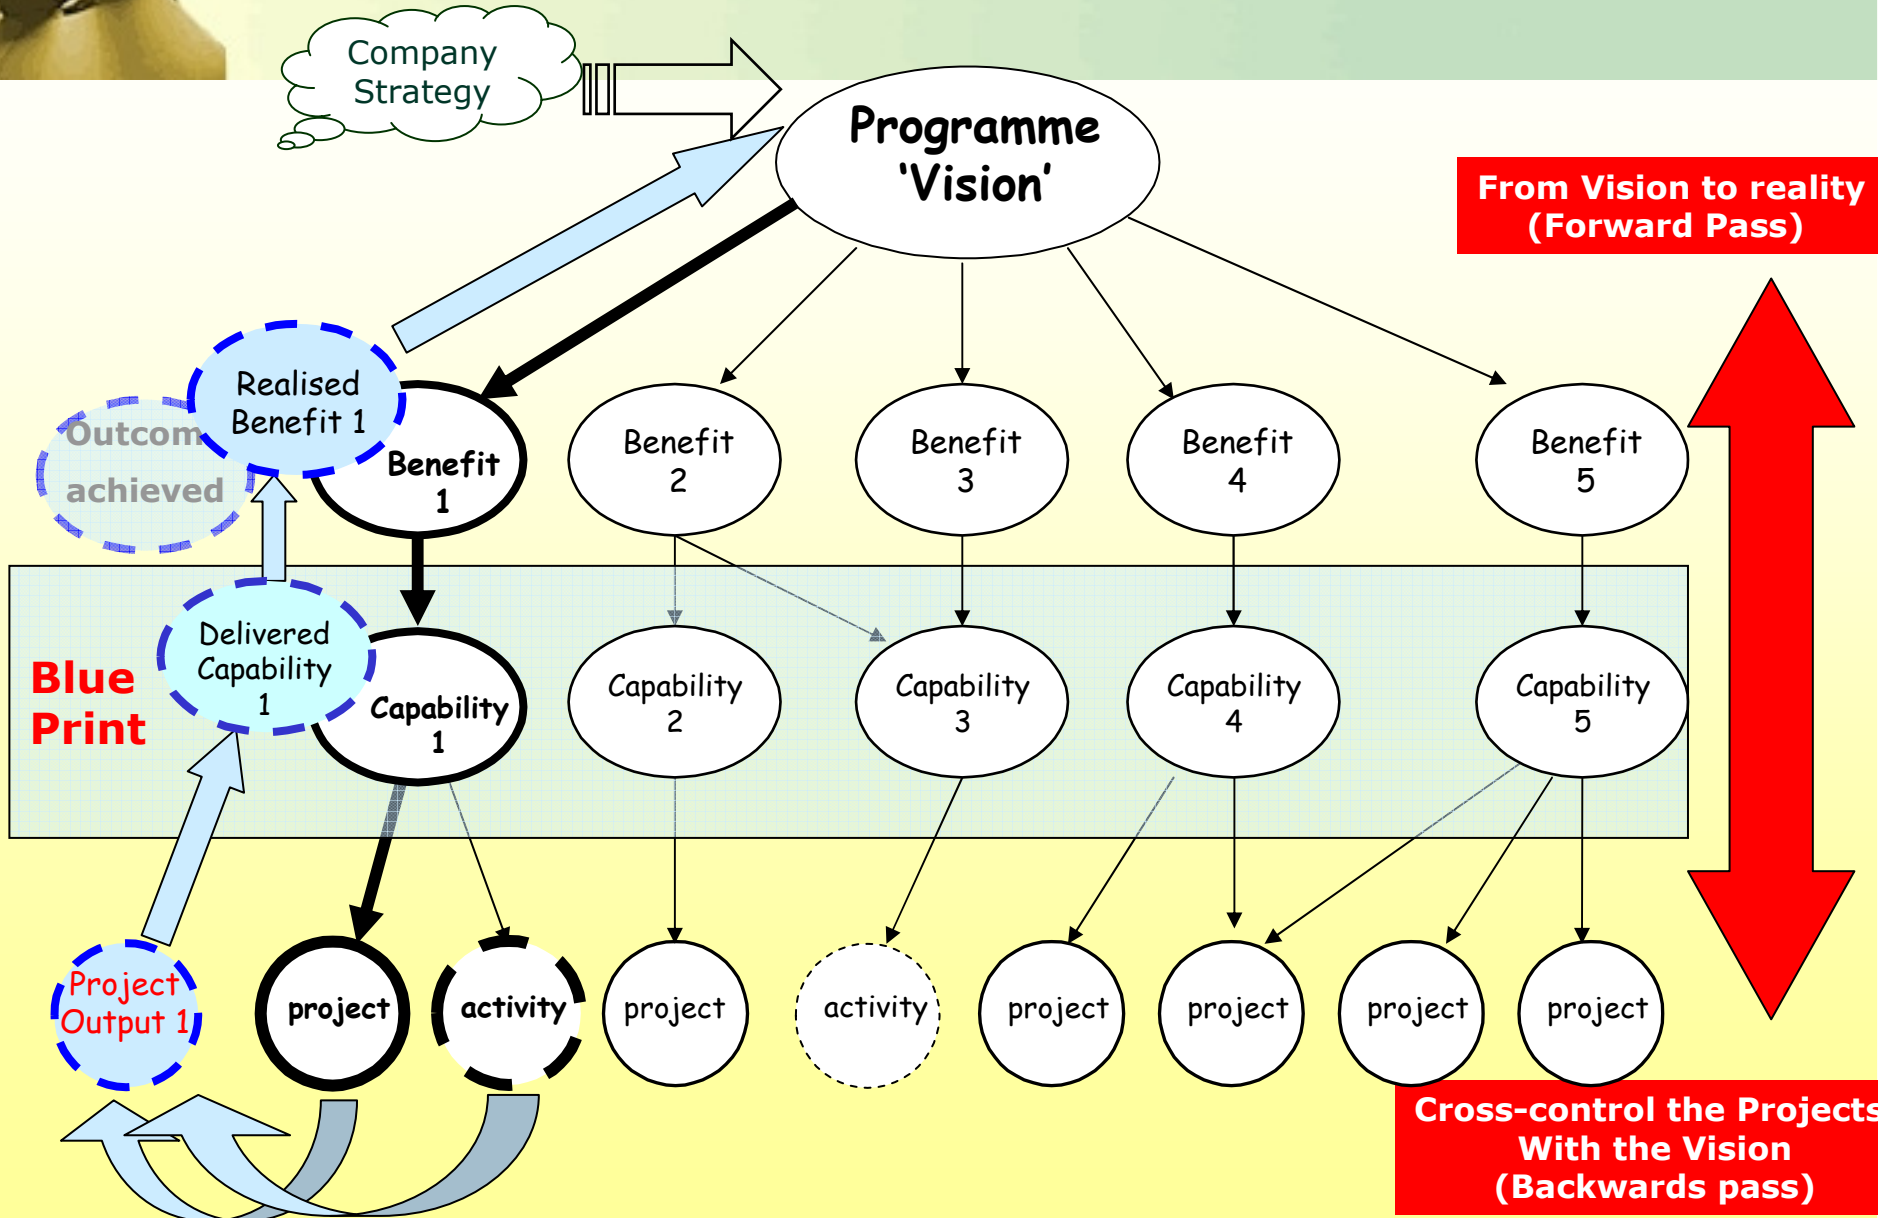 Company
Strategy
Programme
‘Vision’
From Vision to reality
(Forward Pass)
Realised
Benefit 1
Outcom
achieved
Benefit
1
Benefit
2
Benefit
3
Benefit
4
Benefit
5
Blue
Print
Delivered
Capability
1
Capability
1
Capability
2
Capability
3
Capability
4
Capability
5
Project
Output 1
project
activity
project
activity
project
project
project
project
Cross-control the Projects
With the Vision
(Backwards pass)